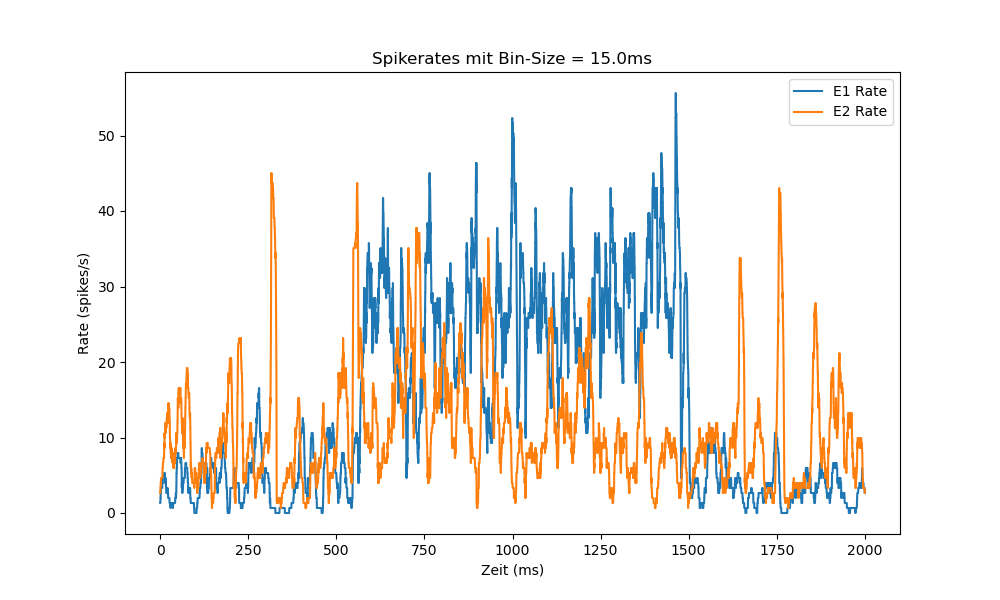 Spikerates mit Bin-Size = 15.0ms
E1 Rate
E2 Rate
Rate (spikes/s)
50
40
30
20
10
0
0 250 500 750 1000 1250 1500 1750 2000
Zeit (ms)